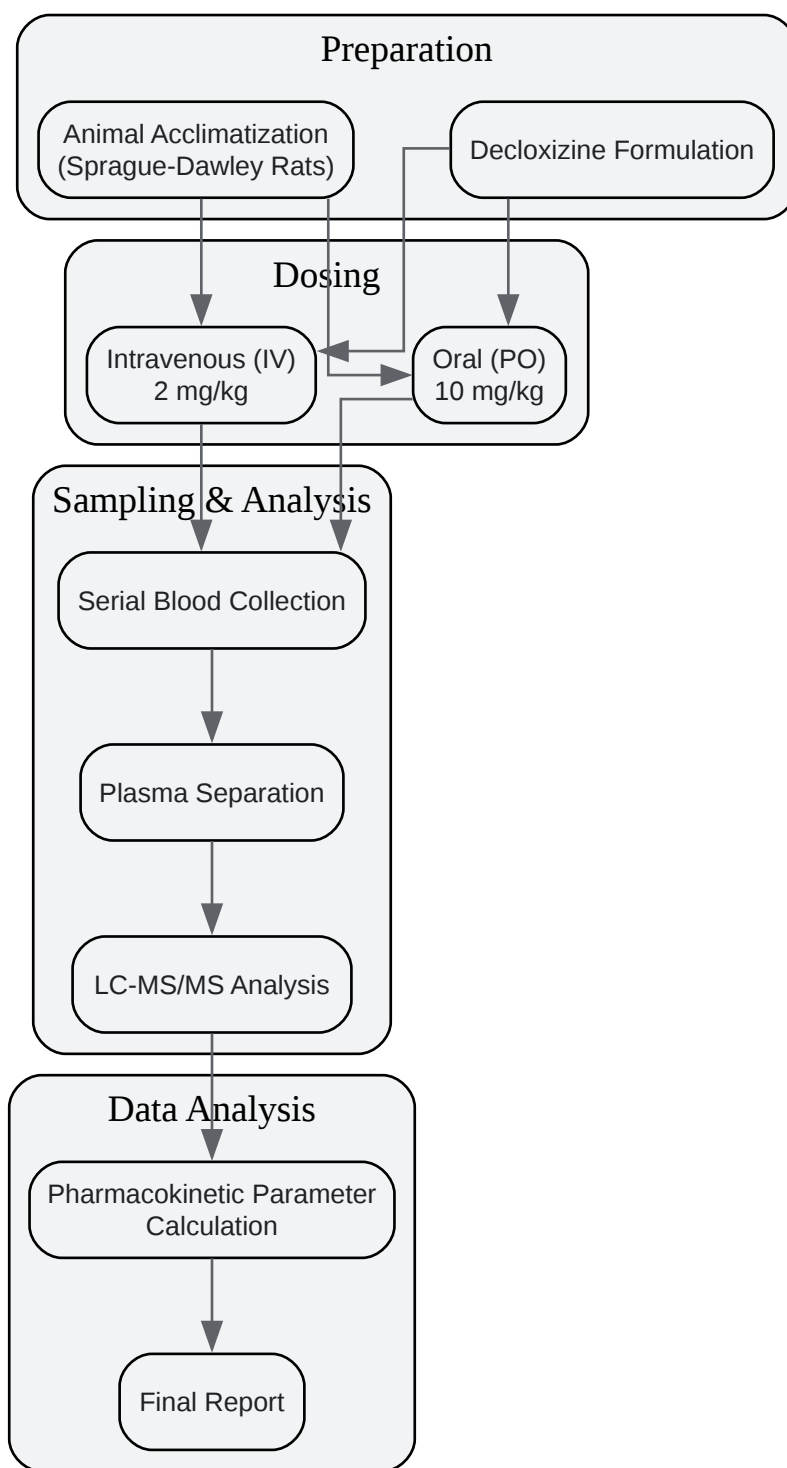 Preparation
Animal Acclimatization
(Sprague-Dawley Rats)
Decloxizine Formulation
Dosing
Intravenous (IV)
2 mg/kg
Oral (PO)
10 mg/kg
Sampling & Analysis
Serial Blood Collection
Plasma Separation
LC-MS/MS Analysis
Data Analysis
Pharmacokinetic Parameter
Calculation
Final Report